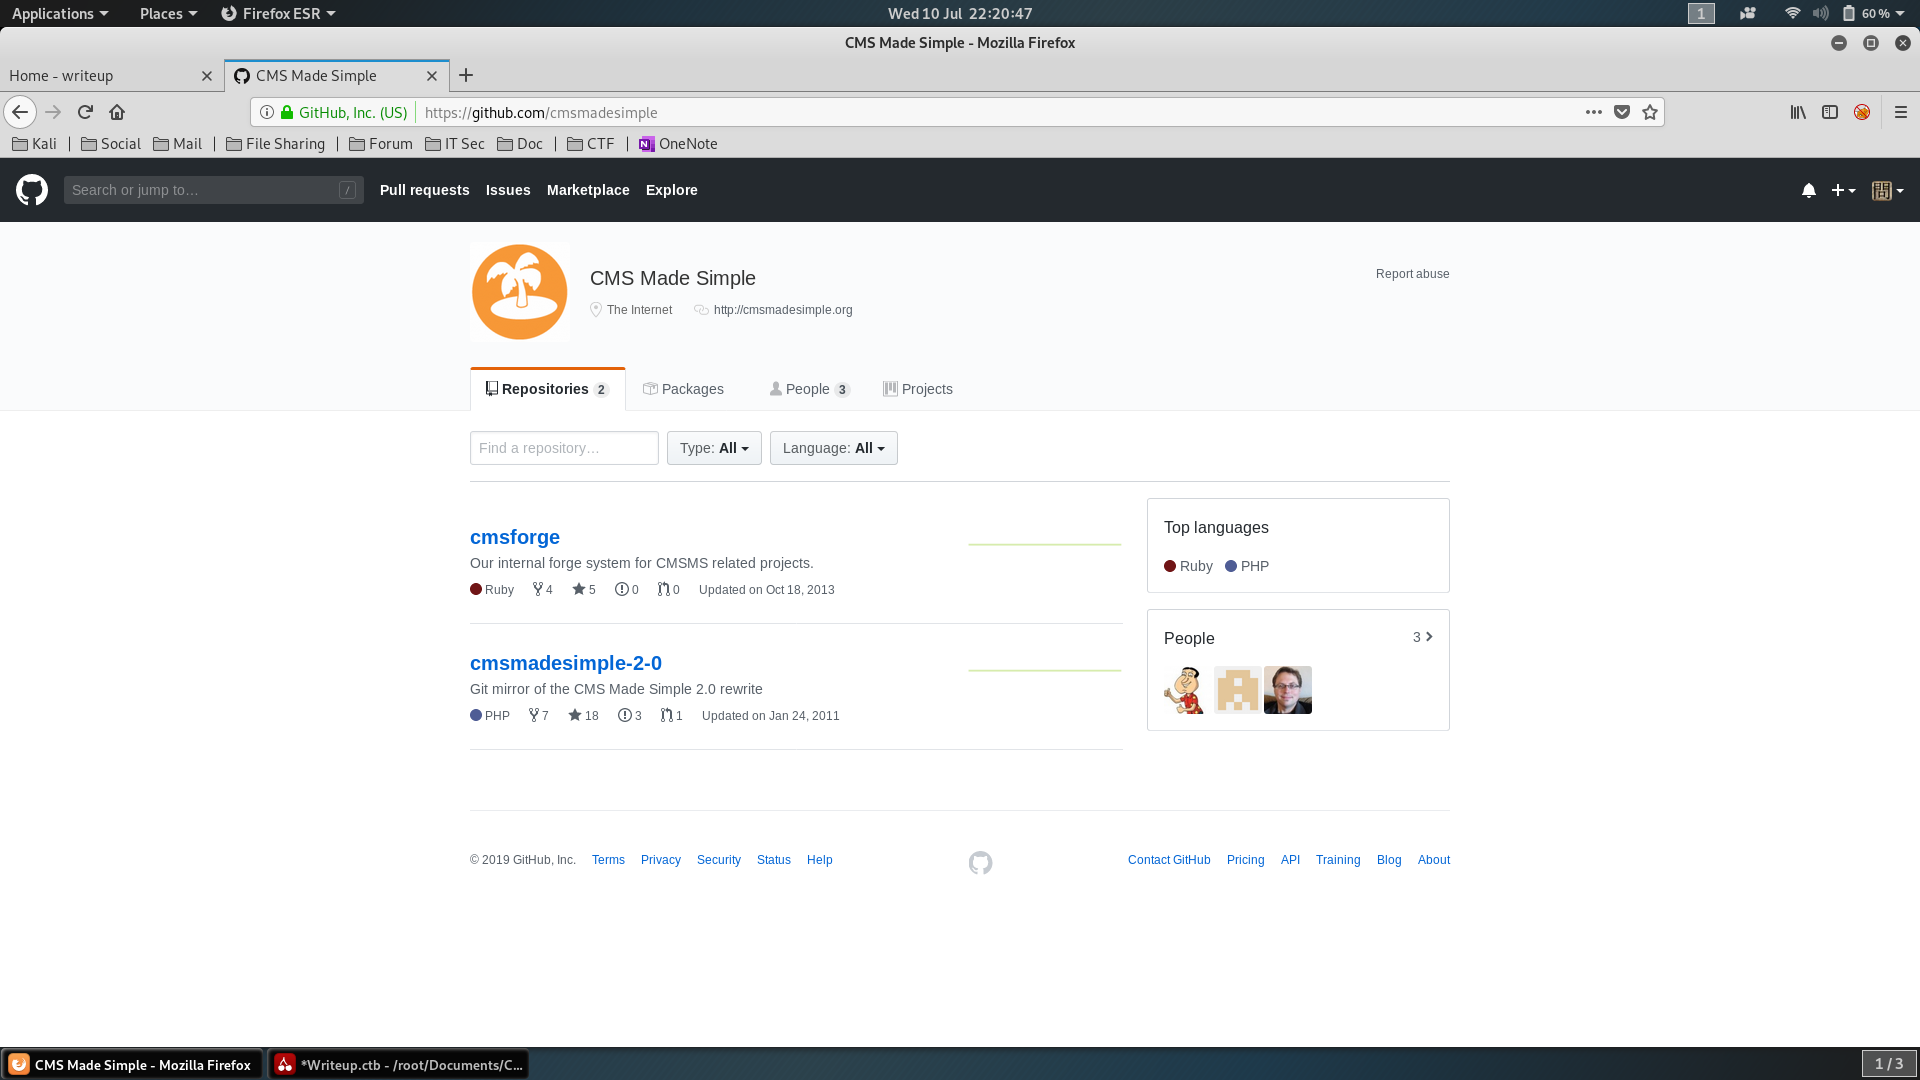 Applications Places Firefox ESR Wed 10 Jul 22:20:47 1 60 %
CMS Made Simple - Mozilla Firefox
Home - writeup CMS Made Simple
GitHub, Inc. (US) https://github.com/cmsmadesimple
Kali Social Mail File Sharing Forum IT Sec Doc CTF OneNote
Search or jump to… / Pull requests Issues Marketplace Explore
CMS Made Simple
Report abuse
The Internet http://cmsmadesimple.org
Repositories 2 Packages People 3 Projects
Find a repository… Type: All Language: All
cmsforge
Our internal forge system for CMSMS related projects.
Ruby 4 5 0 0 Updated on Oct 18, 2013
cmsmadesimple-2-0
Git mirror of the CMS Made Simple 2.0 rewrite
PHP 7 18 3 1 Updated on Jan 24, 2011
Top languages
Ruby PHP
People 3
© 2019 GitHub, Inc. Terms Privacy Security Status Help Contact GitHub Pricing API Training Blog About
CMS Made Simple - Mozilla Firefox *Writeup.ctb - /root/Documents/C... 1 / 3